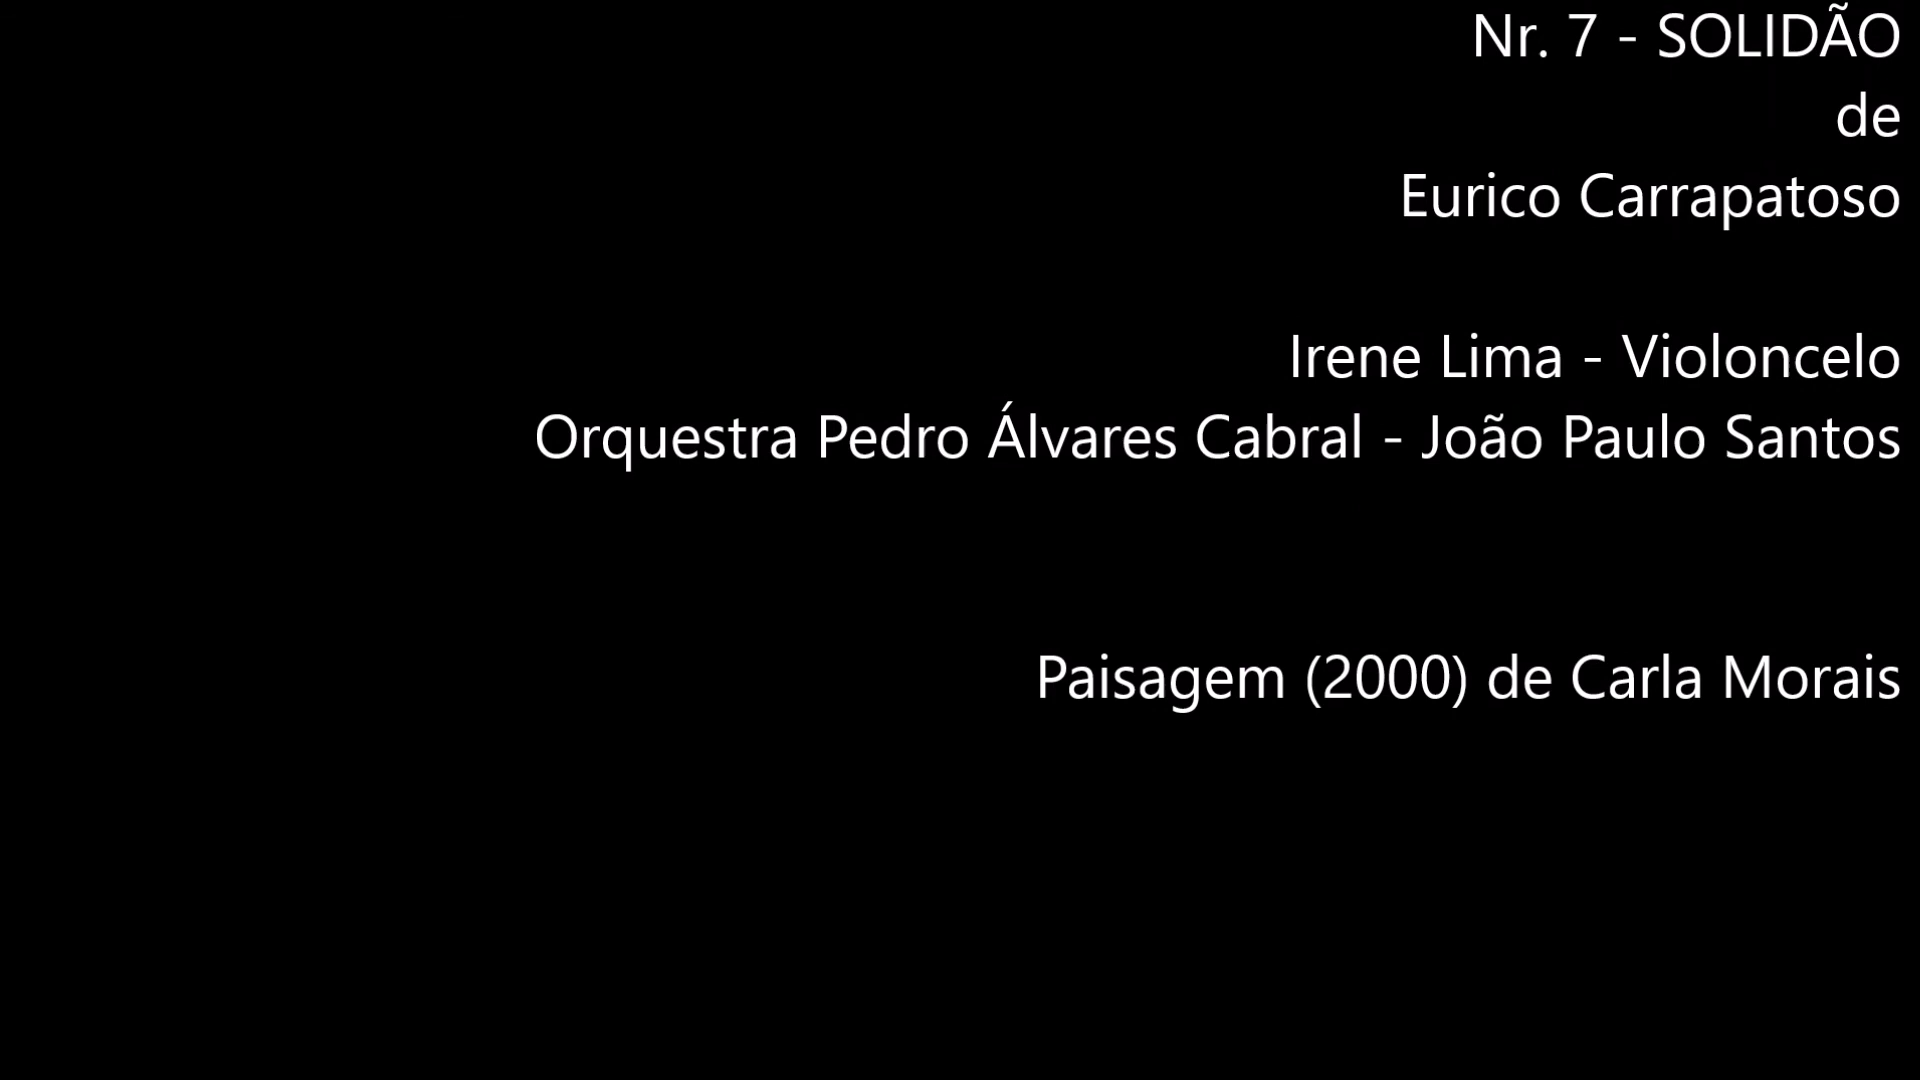 Nr. 7 - SOLIDÃO
de
Eurico Carrapatoso
Irene Lima - Violoncelo
Orquestra Pedro Álvares Cabral - João Paulo Santos
Paisagem (2000) de Carla Morais